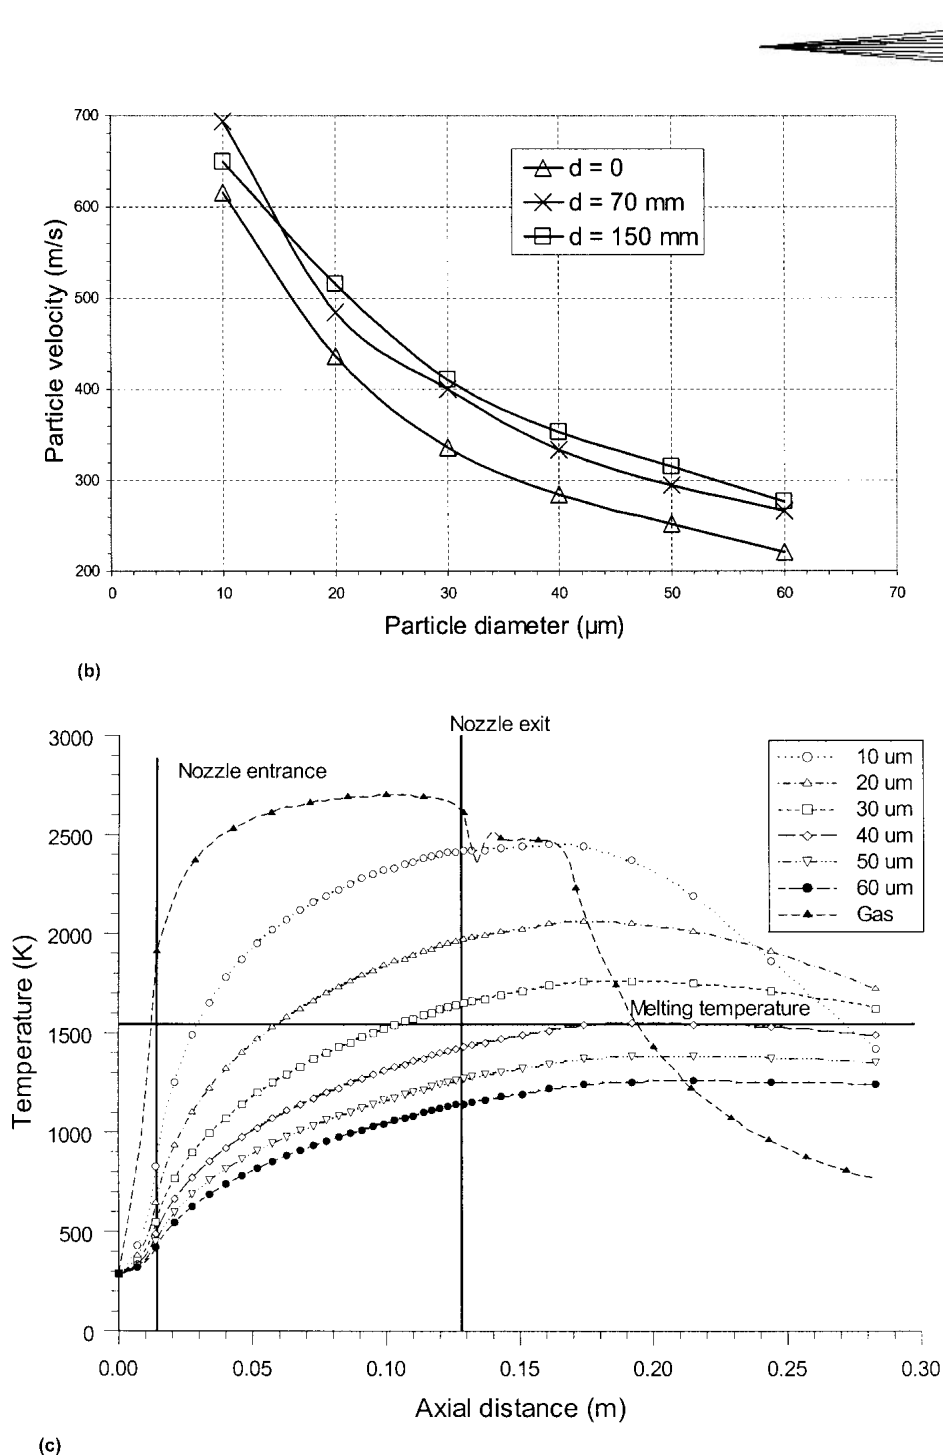 700
600
500
400
300
200
Particle velocity (m/s)
d = 0
d = 70 mm
d = 150 mm
0 10 20 30 40 50 60 70
Particle diameter (µm)
(b)
Nozzle exit
3000
2500
2000
1500
1000
500
0
Temperature (K)
Nozzle entrance
10 um
20 um
30 um
40 um
50 um
60 um
Gas
Melting temperature
0.00 0.05 0.10 0.15 0.20 0.25 0.30
Axial distance (m)
(c)